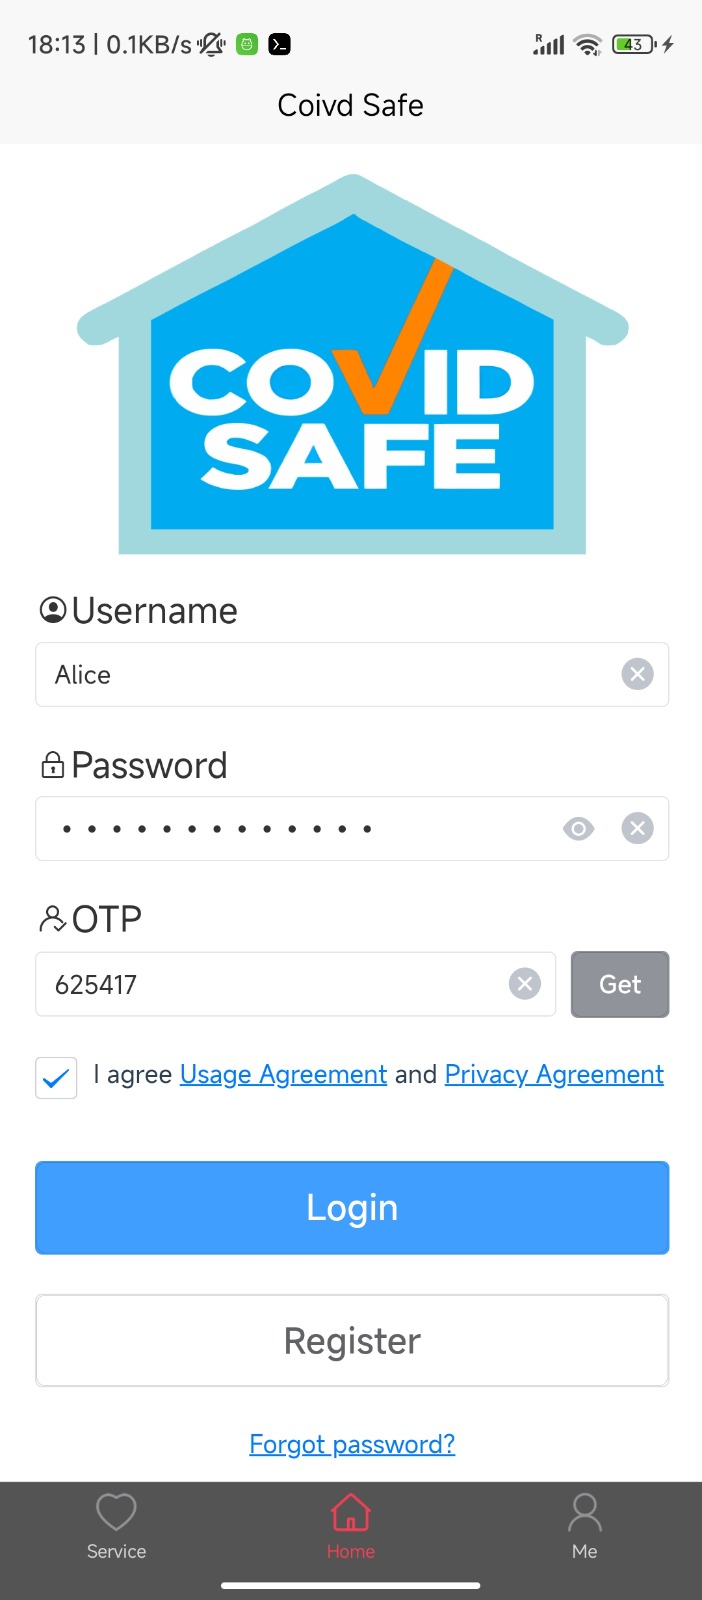 18:13 | 0.1KB/s
R
43
Coivd Safe
COVID
SAFE
Username
Alice
Password
• • • • • • • • • • • • •
OTP
625417
Get
I agree Usage Agreement and Privacy Agreement
Login
Register
Forgot password?
Service
Home
Me